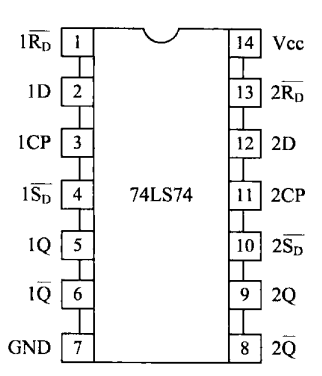 1R̅D̅ 1 14 Vcc
1D 2 13 2R̅D̅
1CP 3 12 2D
1S̅D̅ 4 74LS74 11 2CP
1Q 5 10 2S̅D̅
1Q̅ 6 9 2Q
GND 7 8 2Q̅